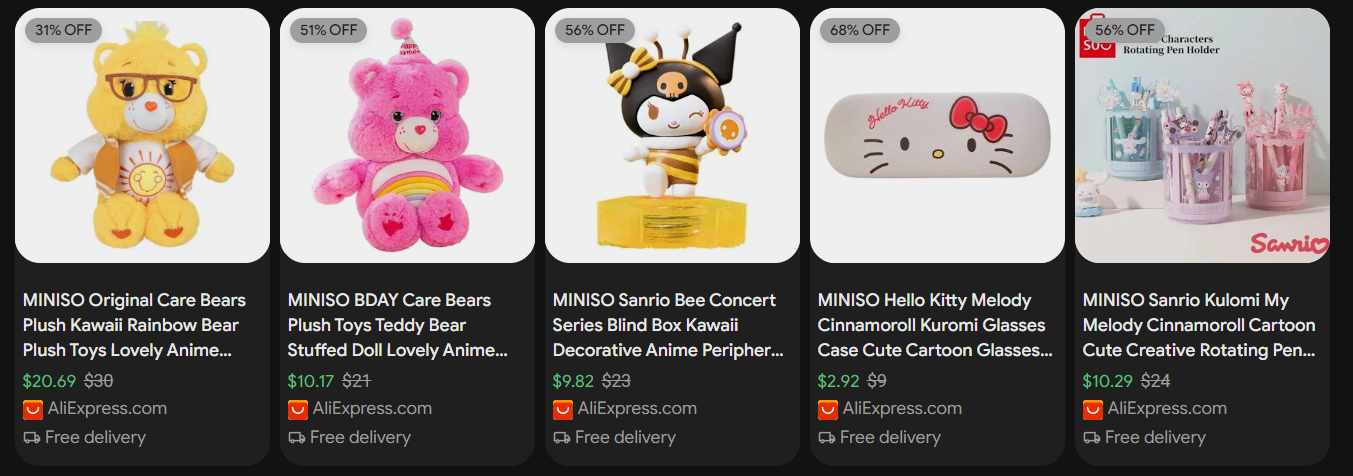 31% OFF
MINISO Original Care Bears
Plush Kawaii Rainbow Bear
Plush Toys Lovely Anime...
$20.69 $30
AliExpress.com
Free delivery
51% OFF
MINISO BDAY Care Bears
Plush Toys Teddy Bear
Stuffed Doll Lovely Anime...
$10.17 $21
AliExpress.com
Free delivery
56% OFF
MINISO Sanrio Bee Concert
Series Blind Box Kawaii
Decorative Anime Peripher...
$9.82 $23
AliExpress.com
Free delivery
68% OFF
Hello Kitty
MINISO Hello Kitty Melody
Cinnamoroll Kuromi Glasses
Case Cute Cartoon Glasses...
$2.92 $9
AliExpress.com
Free delivery
56% OFF
Characters
Rotating Pen Holder
Sanrio
MINISO Sanrio Kulomi My
Melody Cinnamoroll Cartoon
Cute Creative Rotating Pen...
$10.29 $24
AliExpress.com
Free delivery